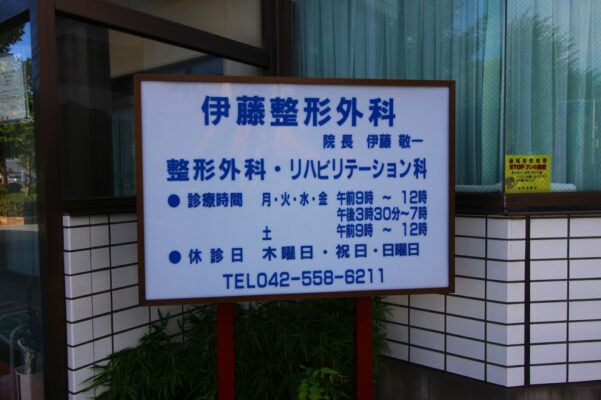 伊藤整形外科
院長 伊藤 敬一
整形外科・リハビリテーション科
● 診療時間 月・火・水・金 午前9時 〜 12時
午後3時30分〜7時
土 午前9時 〜 12時
● 休診日 木曜日・祝日・日曜日
TEL042-558-6211